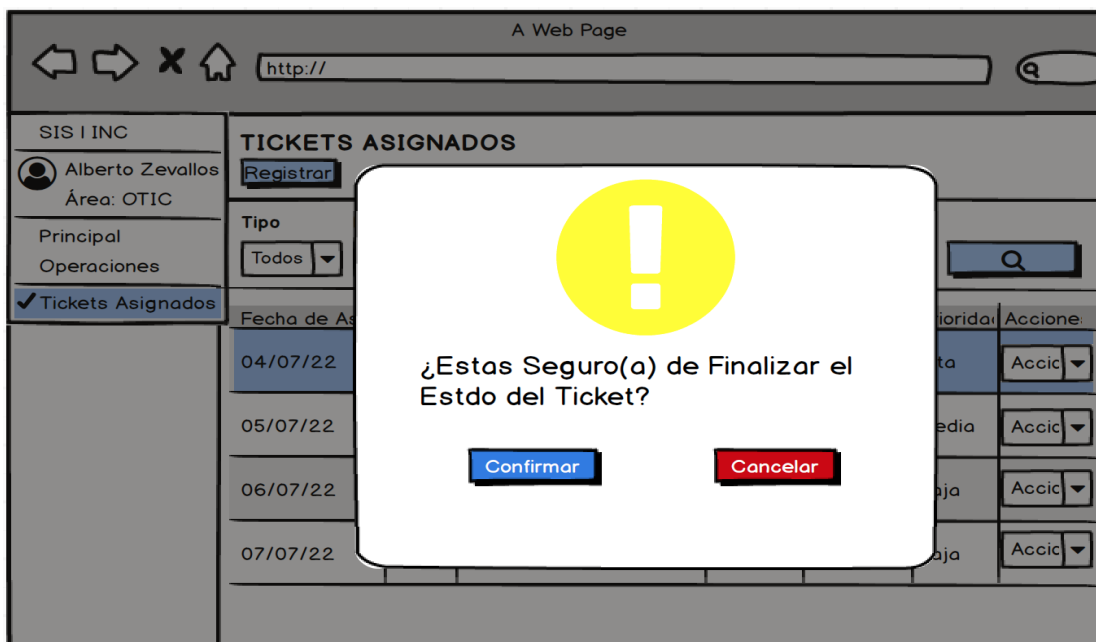 A Web Page
http://
SIS I INC
Alberto Zevallos
Área: OTIC
Principal
Operaciones
Tickets Asignados
TICKETS ASIGNADOS
Registrar
Tipo
Todos
Fecha de As
ioridad
Accione
04/07/22
ta
Accic
05/07/22
edia
Accic
06/07/22
aja
Accic
07/07/22
aja
Accic
!
¿Estas Seguro(a) de Finalizar el
Estdo del Ticket?
Confirmar
Cancelar